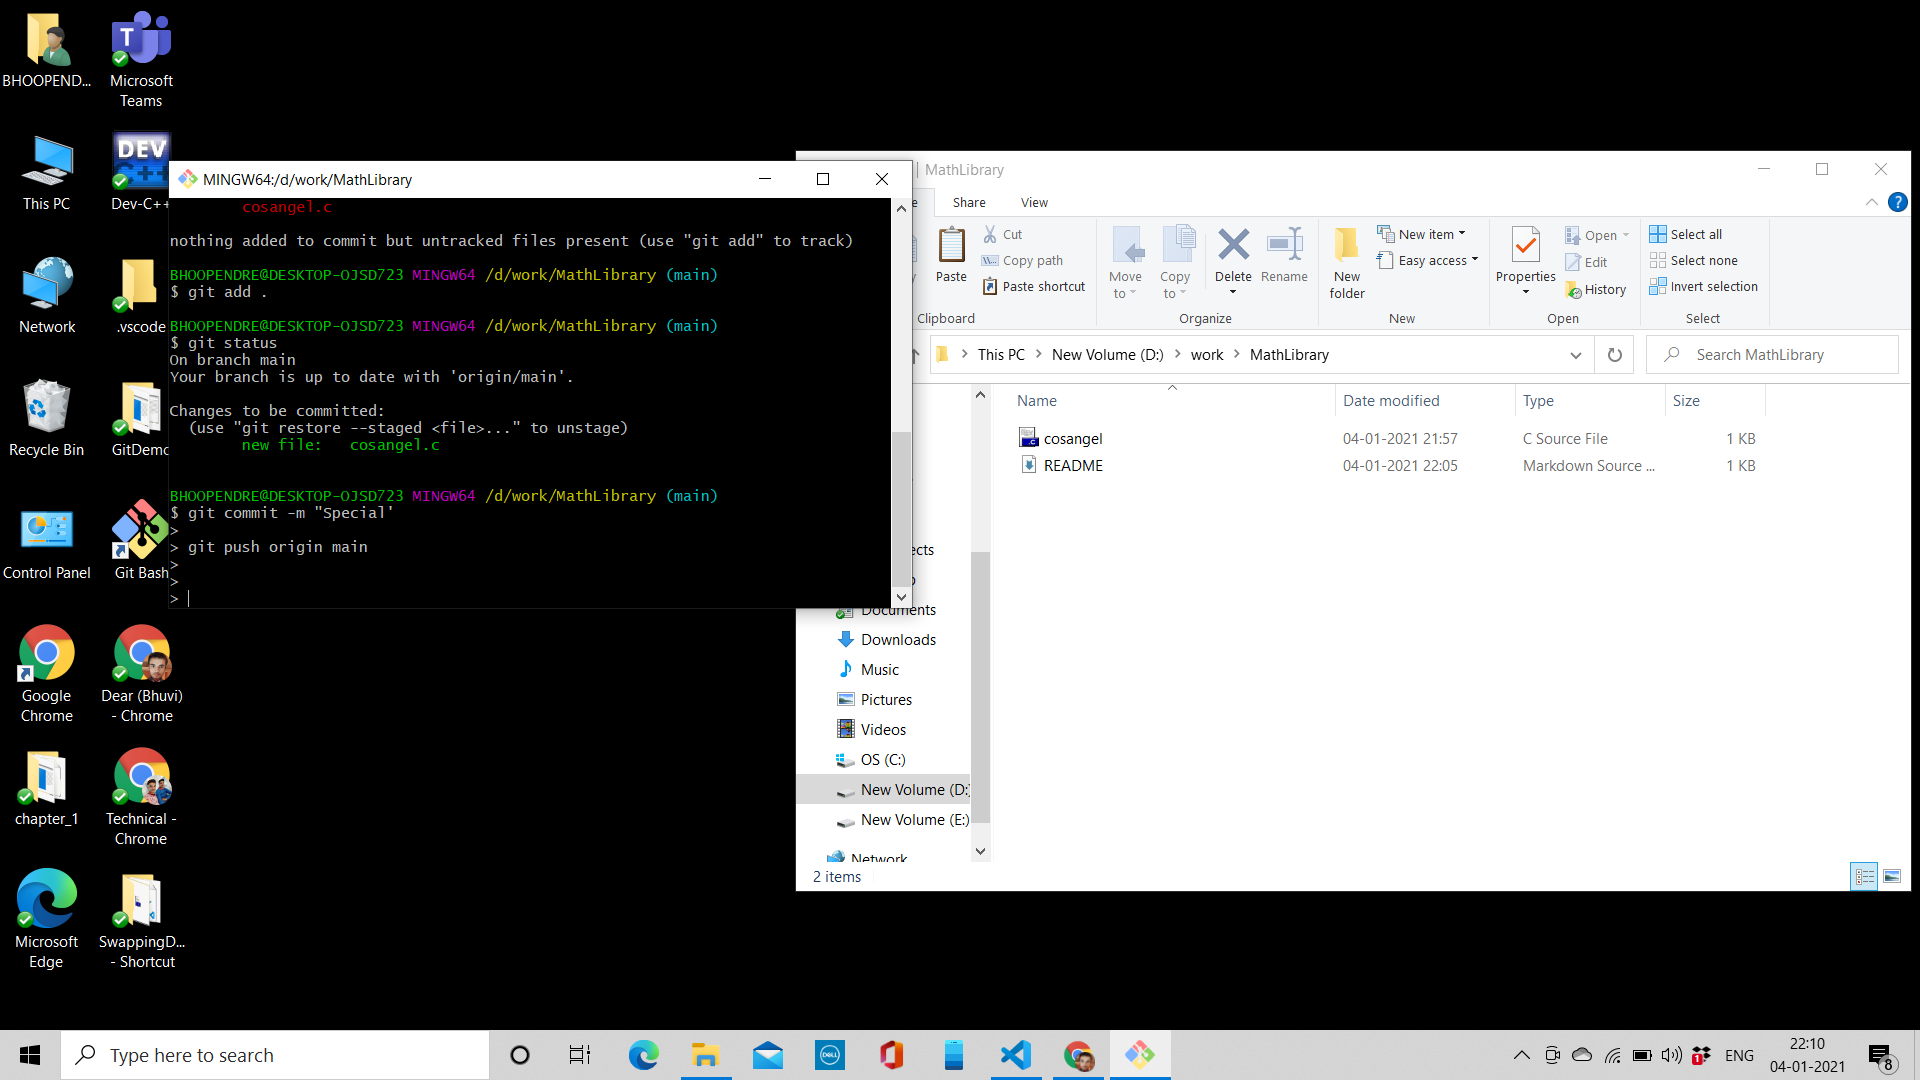 BHOOPEND...
Microsoft
Teams
This PC
Dev-C++
Network
.vscode
Recycle Bin
GitDemo
Control Panel
Git Bash
Google
Chrome
Dear (Bhuvi)
- Chrome
chapter_1
Technical -
Chrome
Microsoft
Edge
SwappingD...
- Shortcut
MINGW64:/d/work/MathLibrary
cosangel.c
nothing added to commit but untracked files present (use "git add" to track)
BHOOPENDRE@DESKTOP-OJSD723 MINGW64 /d/work/MathLibrary (main)
$ git add .
BHOOPENDRE@DESKTOP-OJSD723 MINGW64 /d/work/MathLibrary (main)
$ git status
On branch main
Your branch is up to date with 'origin/main'.
Changes to be committed:
(use "git restore --staged <file>..." to unstage)
new file: cosangel.c
BHOOPENDRE@DESKTOP-OJSD723 MINGW64 /d/work/MathLibrary (main)
$ git commit -m "Special'
>
> git push origin main
>
>
>
MathLibrary
Share View
Paste
Cut
Copy path
Paste shortcut
Clipboard
Move
to
Copy
to
Delete
Rename
Organize
New
folder
New item
Easy access
New
Properties
Open
Edit
History
Open
Select all
Select none
Invert selection
Select
This PC > New Volume (D:) > work > MathLibrary
Search MathLibrary
Name Date modified Type Size
cosangel 04-01-2021 21:57 C Source File 1 KB
README 04-01-2021 22:05 Markdown Source ... 1 KB
ects
Documents
Downloads
Music
Pictures
Videos
OS (C:)
New Volume (D:)
New Volume (E:)
Network
2 items
Type here to search
DELL
ENG
22:10
04-01-2021
8